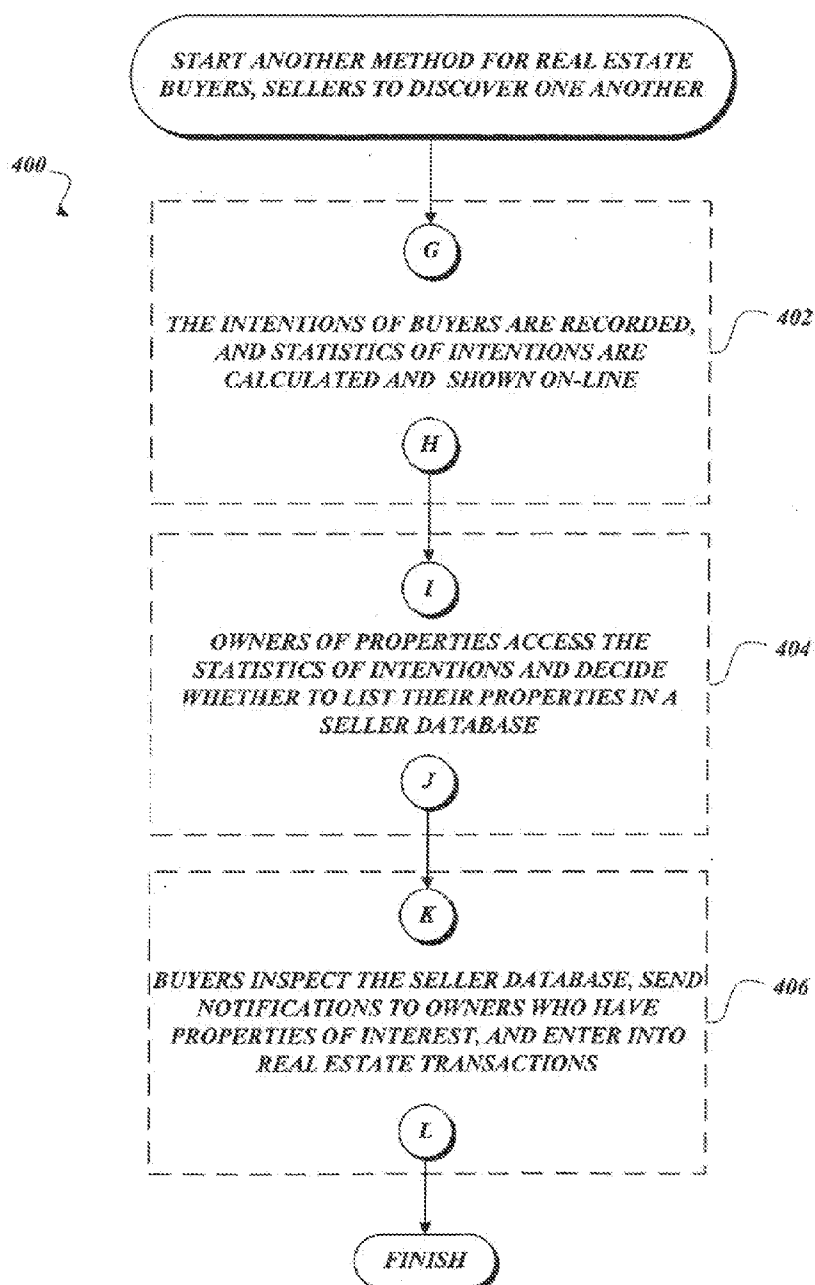 START ANOTHER METHOD FOR REAL ESTATE
BUYERS, SELLERS TO DISCOVER ONE ANOTHER
400
G
THE INTENTIONS OF BUYERS ARE RECORDED,
AND STATISTICS OF INTENTIONS ARE
CALCULATED AND SHOWN ON-LINE
402
H
I
OWNERS OF PROPERTIES ACCESS THE
STATISTICS OF INTENTIONS AND DECIDE
WHETHER TO LIST THEIR PROPERTIES IN A
SELLER DATABASE
404
J
K
BUYERS INSPECT THE SELLER DATABASE, SEND
NOTIFICATIONS TO OWNERS WHO HAVE
PROPERTIES OF INTEREST, AND ENTER INTO
REAL ESTATE TRANSACTIONS
406
L
FINISH